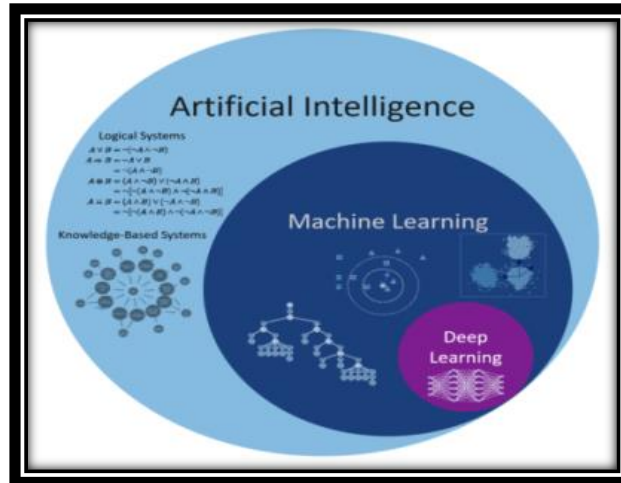 Artificial Intelligence
Logical Systems
A ∨ B = ¬(¬A ∧ ¬B)
A ⇒ B = ¬A ∨ B
= ¬(A ∧ ¬B)
Knowledge-Based Systems
Machine Learning
Deep
Learning